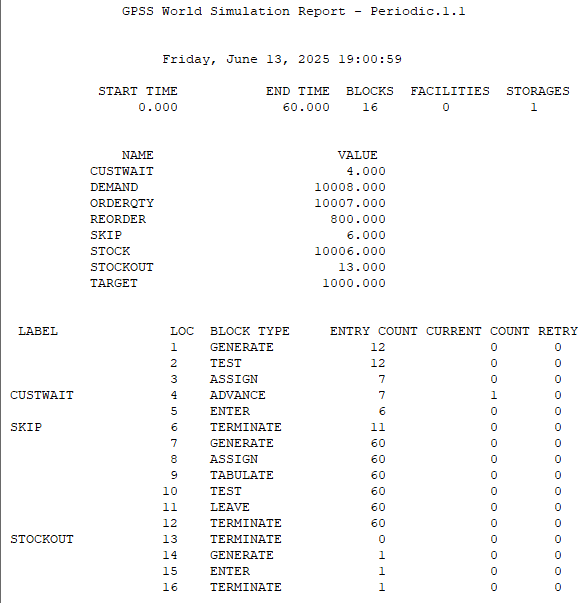 GPSS World Simulation Report - Periodic.1.1
Friday, June 13, 2025 19:00:59
START TIME END TIME BLOCKS FACILITIES STORAGES
0.000 60.000 16 0 1
NAME VALUE
CUSTWAIT 4.000
DEMAND 10008.000
ORDERQTY 10007.000
REORDER 800.000
SKIP 6.000
STOCK 10006.000
STOCKOUT 13.000
TARGET 1000.000
LABEL LOC BLOCK TYPE ENTRY COUNT CURRENT COUNT RETRY
1 GENERATE 12 0 0
2 TEST 12 0 0
3 ASSIGN 7 0 0
CUSTWAIT 4 ADVANCE 7 1 0
5 ENTER 6 0 0
SKIP 6 TERMINATE 11 0 0
7 GENERATE 60 0 0
8 ASSIGN 60 0 0
9 TABULATE 60 0 0
10 TEST 60 0 0
11 LEAVE 60 0 0
12 TERMINATE 60 0 0
STOCKOUT 13 TERMINATE 0 0 0
14 GENERATE 1 0 0
15 ENTER 1 0 0
16 TERMINATE 1 0 0